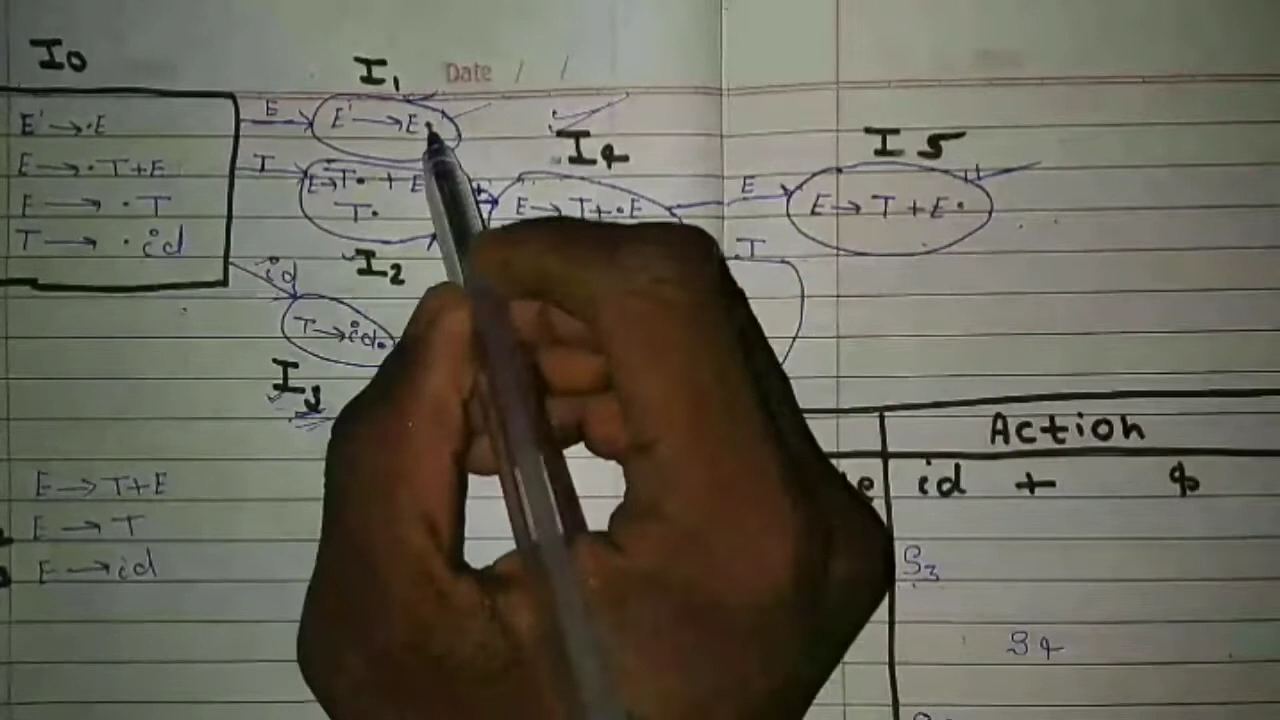 I0
I1
Date / /
E' → ·E
E
E' → E·
I4
I5
E → ·T+E
T
E → T· + E
+
E → T+·E
E
E → T + E·
E → ·T
T·
T → ·id
I2
T
id
T → id·
I3
Action
E → T+E
id + $
E → T
E → id
S3
S4